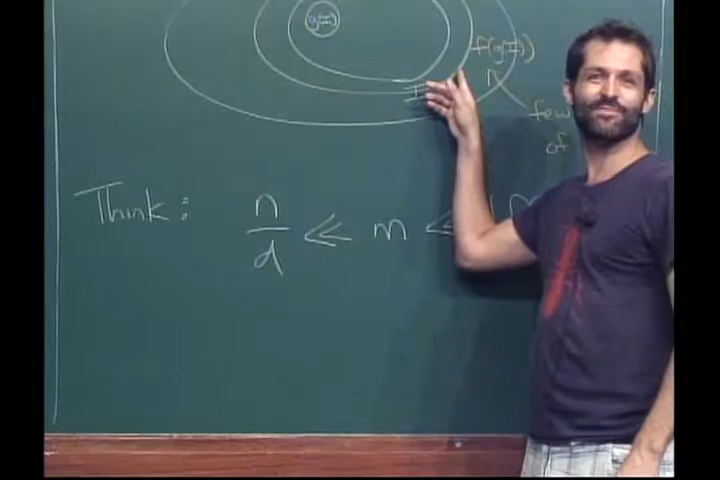 g(I)
f(g(I))
I
few
of
Think: n/d << m <<